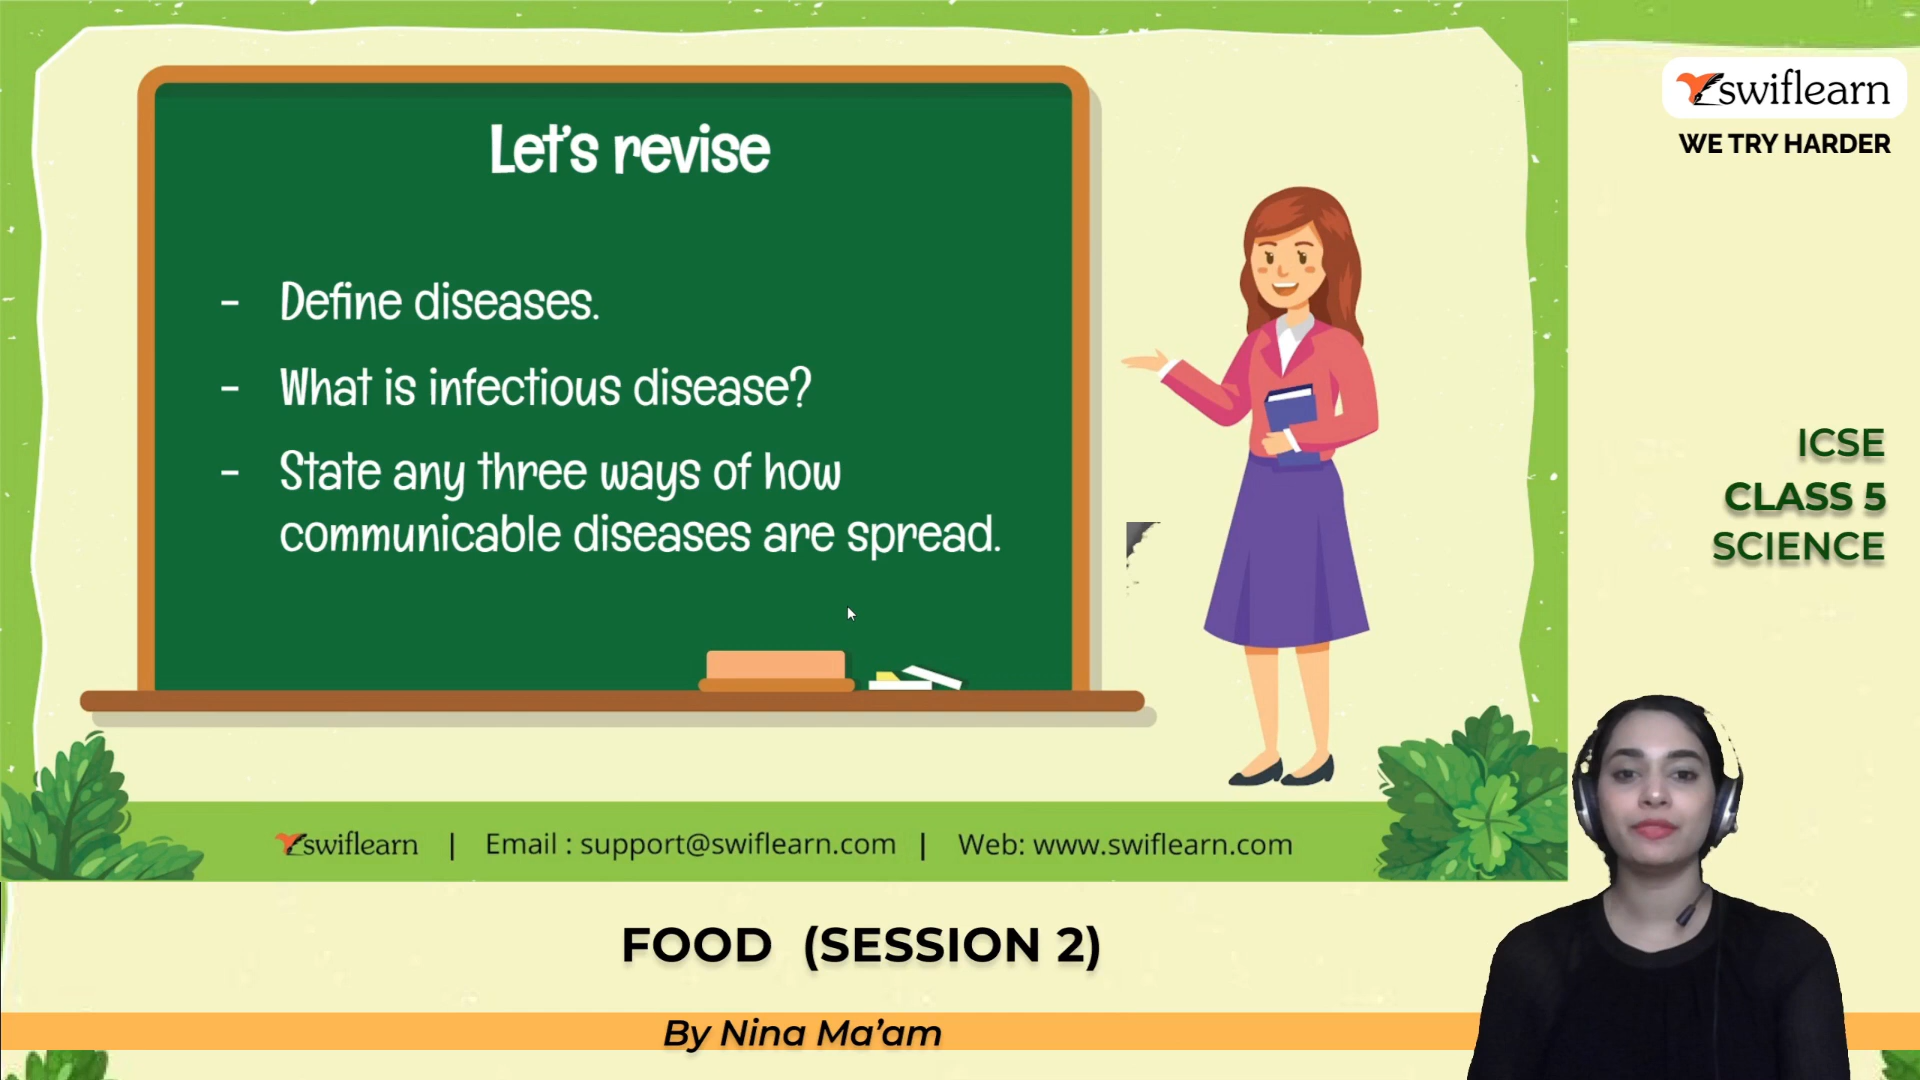 Let's revise
- Define diseases.
- What is infectious disease?
- State any three ways of how
communicable diseases are spread.
swiflearn | Email : support@swiflearn.com | Web: www.swiflearn.com
swiflearn
WE TRY HARDER
ICSE
CLASS 5
SCIENCE
FOOD (SESSION 2)
By Nina Ma'am